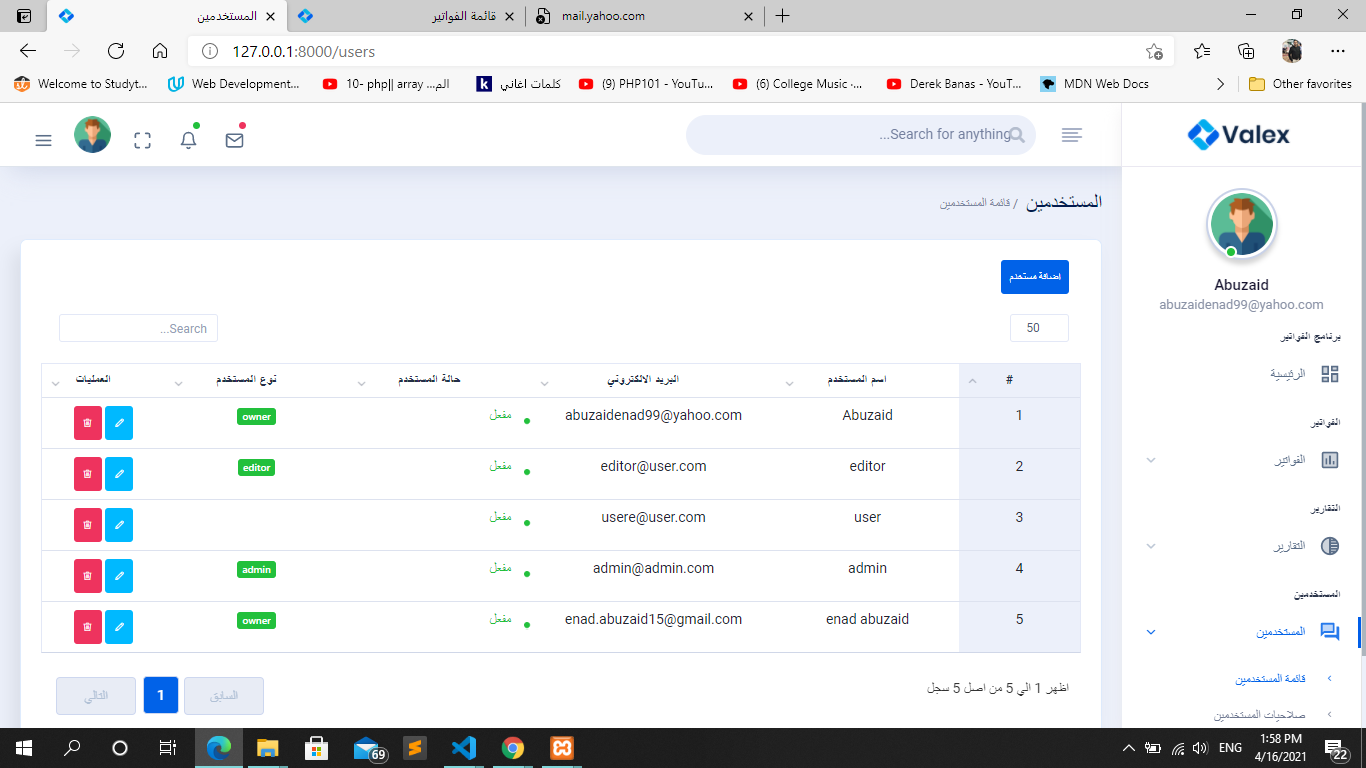 المستخدمين
قائمة الفواتير
mail.yahoo.com
127.0.0.1:8000/users
Welcome to Studyt...
Web Development...
10- php|| array ...الم
كلمات اغاني
(9) PHP101 - YouTu...
(6) College Music -...
Derek Banas - YouT...
MDN Web Docs
Other favorites
...Search for anything
Valex
المستخدمين / قائمة المستخدمين
Abuzaid
abuzaidenad99@yahoo.com
برنامج الفواتير
الرئيسية
الفواتير
الفواتير
التقارير
التقارير
المستخدمين
المستخدمين
قائمة المستخدمين
صلاحيات المستخدمين
اضافة مستخدم
50
...Search
# اسم المستخدم البريد الالكتروني حالة المستخدم نوع المستخدم العمليات
1 Abuzaid abuzaidenad99@yahoo.com مفعل owner
2 editor editor@user.com مفعل editor
3 user usere@user.com مفعل
4 admin admin@admin.com مفعل admin
5 enad abuzaid enad.abuzaid15@gmail.com مفعل owner
اظهر 1 الي 5 من اصل 5 سجل
السابق 1 التالي
69
ENG
1:58 PM
4/16/2021
22